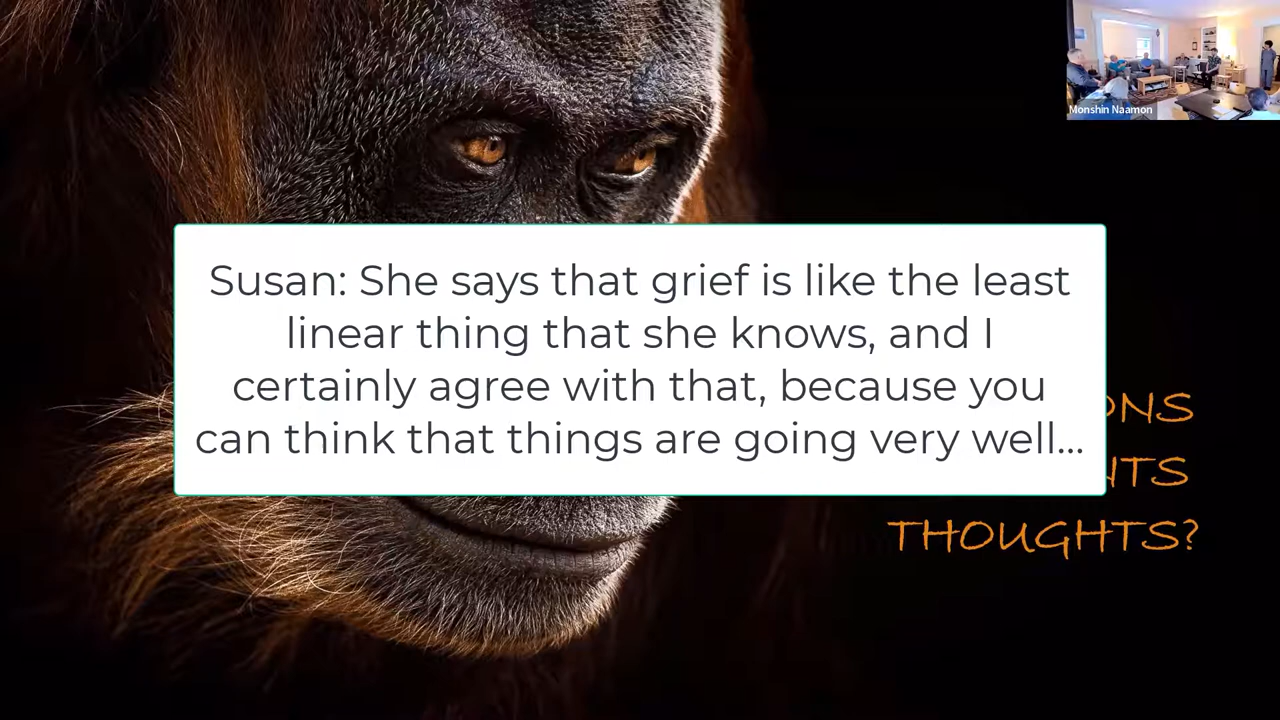 Monshin Naamon
Susan: She says that grief is like the least
linear thing that she knows, and I
certainly agree with that, because you
can think that things are going very well...
THOUGHTS?